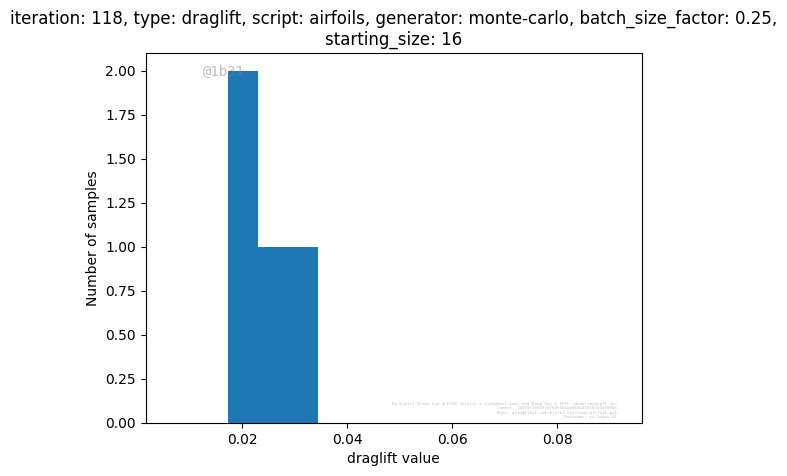 iteration: 118, type: draglift, script: airfoils, generator: monte-carlo, batch_size_factor: 0.25,
starting_size: 16
@1b31
2.00
1.75
1.50
1.25
1.00
0.75
0.50
0.25
0.00
Number of samples
0.02 0.04 0.06 0.08
draglift value